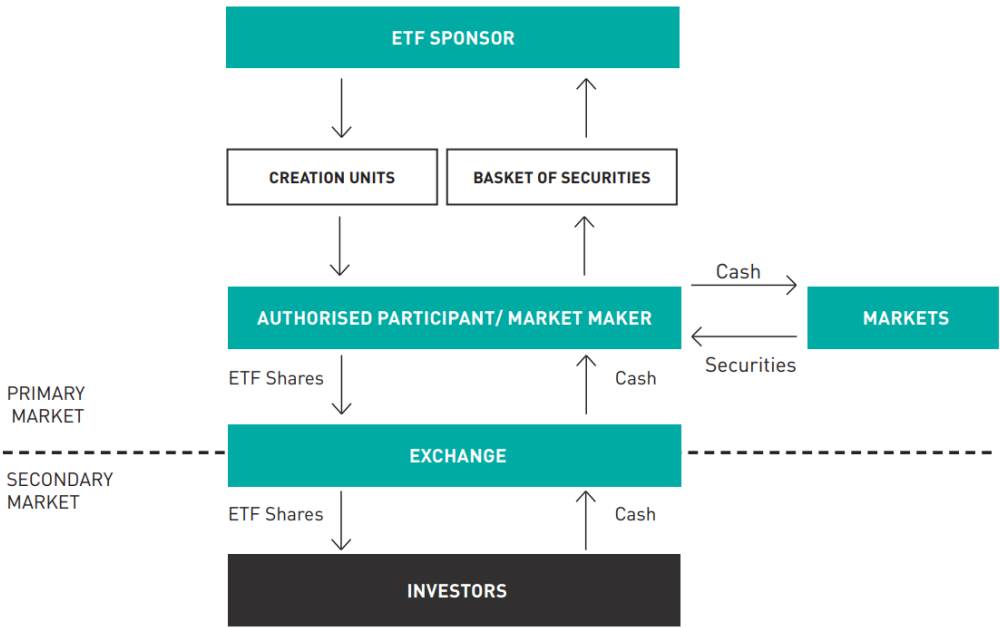 ETF SPONSOR
CREATION UNITS
BASKET OF SECURITIES
Cash
AUTHORISED PARTICIPANT/ MARKET MAKER
MARKETS
Securities
ETF Shares
Cash
PRIMARY
MARKET
EXCHANGE
SECONDARY
MARKET
ETF Shares
Cash
INVESTORS